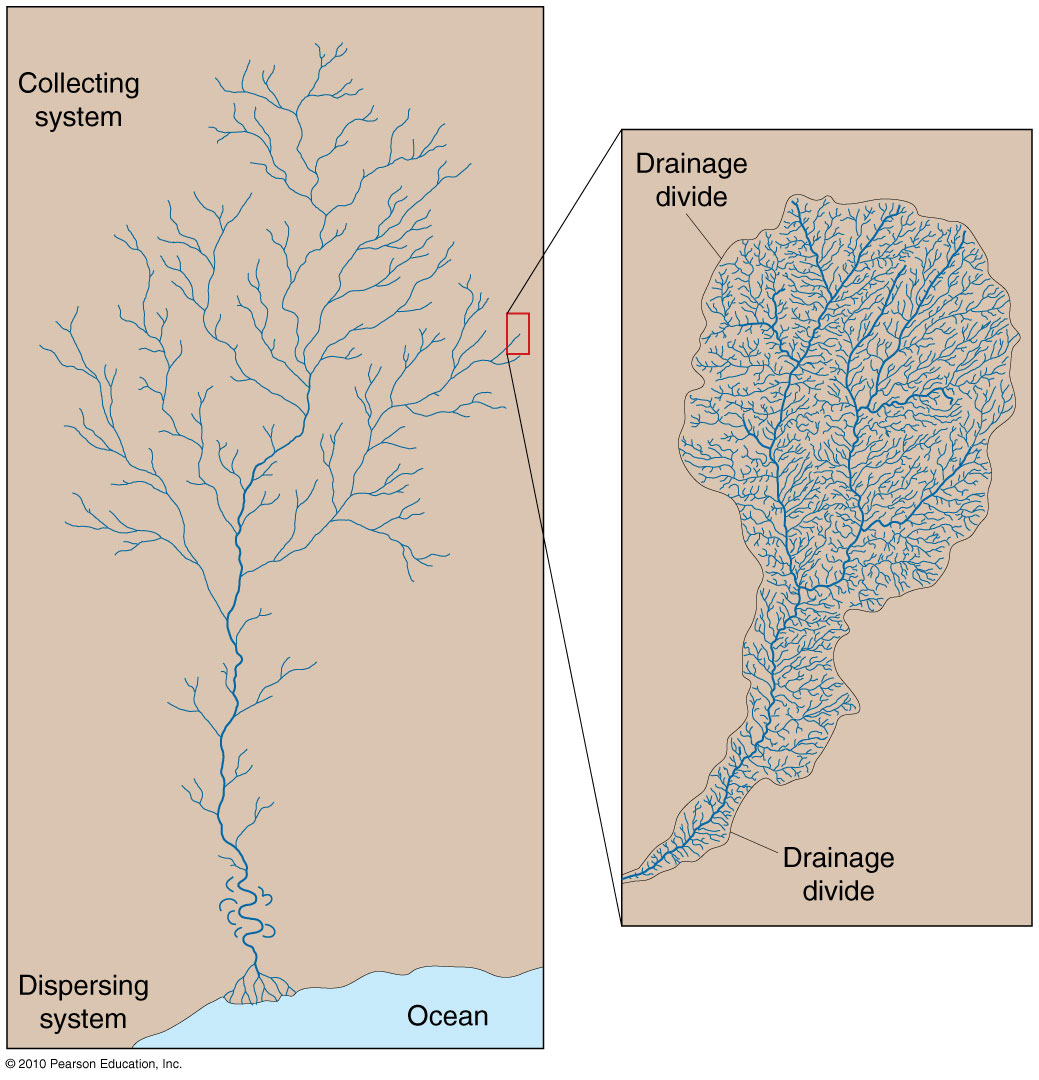 Collecting
system
Drainage
divide
Drainage
divide
Dispersing
system
Ocean
© 2010 Pearson Education, Inc.